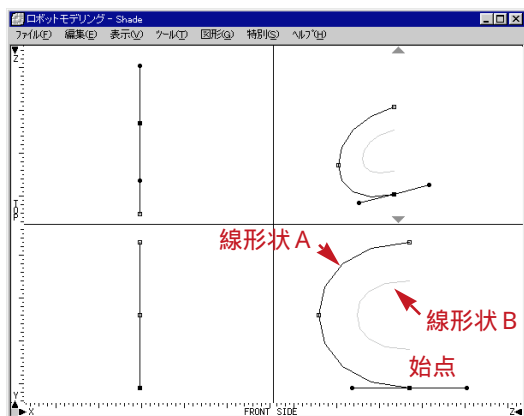 ロボットモデリング - Shade
ファイル(F) 編集(E) 表示(V) ツール(T) 図形(G) 特別(S) ヘルプ(H)
Z
TOP
線形状A
線形状B
始点
Y
X FRONT SIDE Z